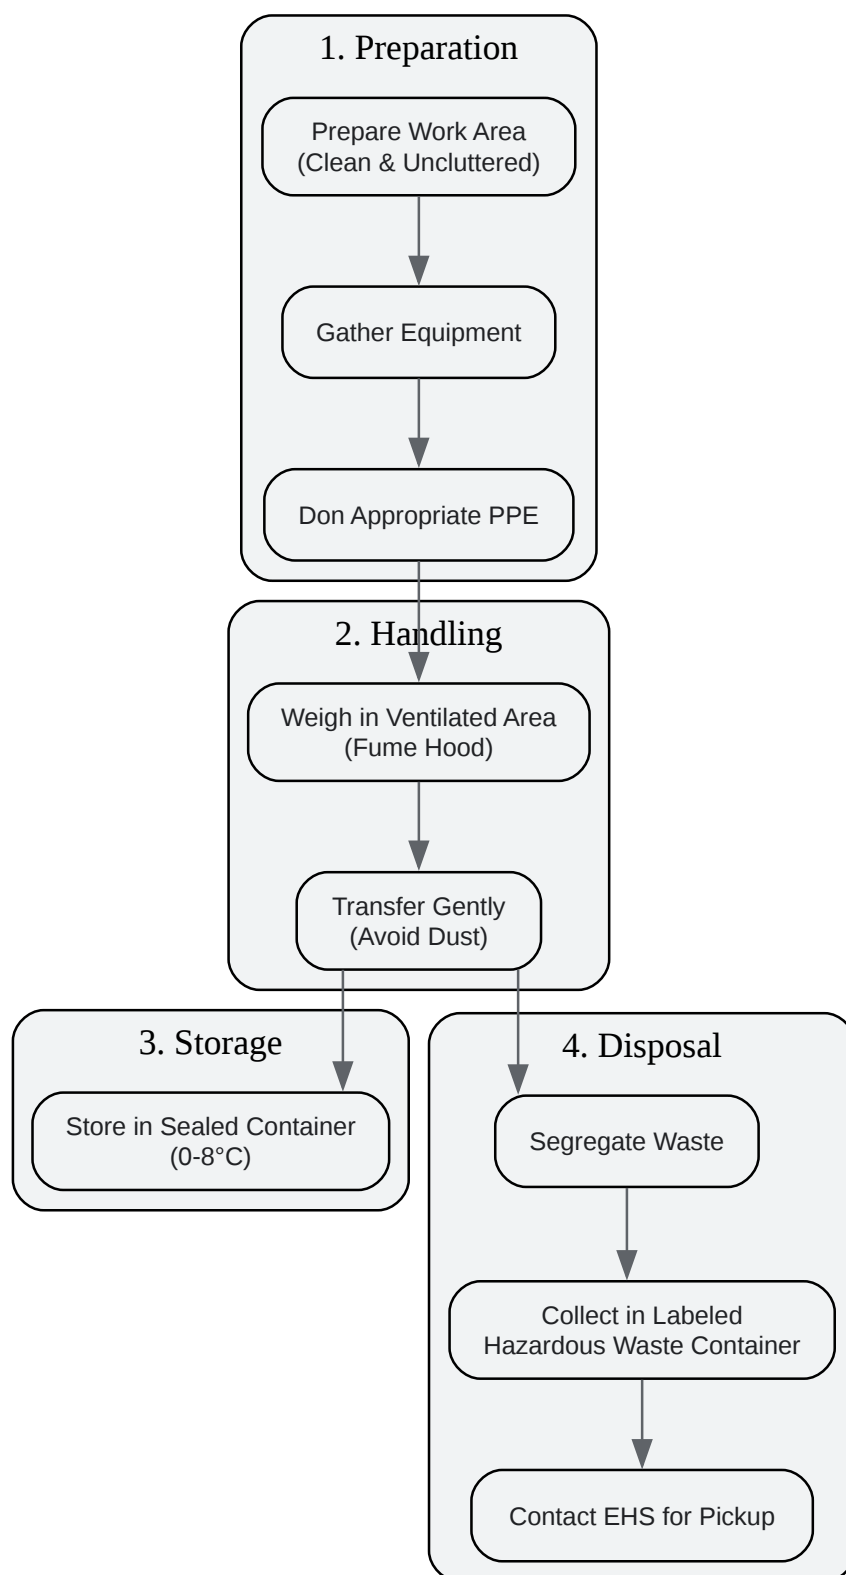 1. Preparation
Prepare Work Area
(Clean & Uncluttered)
Gather Equipment
Don Appropriate PPE
2. Handling
Weigh in Ventilated Area
(Fume Hood)
Transfer Gently
(Avoid Dust)
3. Storage
Store in Sealed Container
(0-8°C)
4. Disposal
Segregate Waste
Collect in Labeled
Hazardous Waste Container
Contact EHS for Pickup